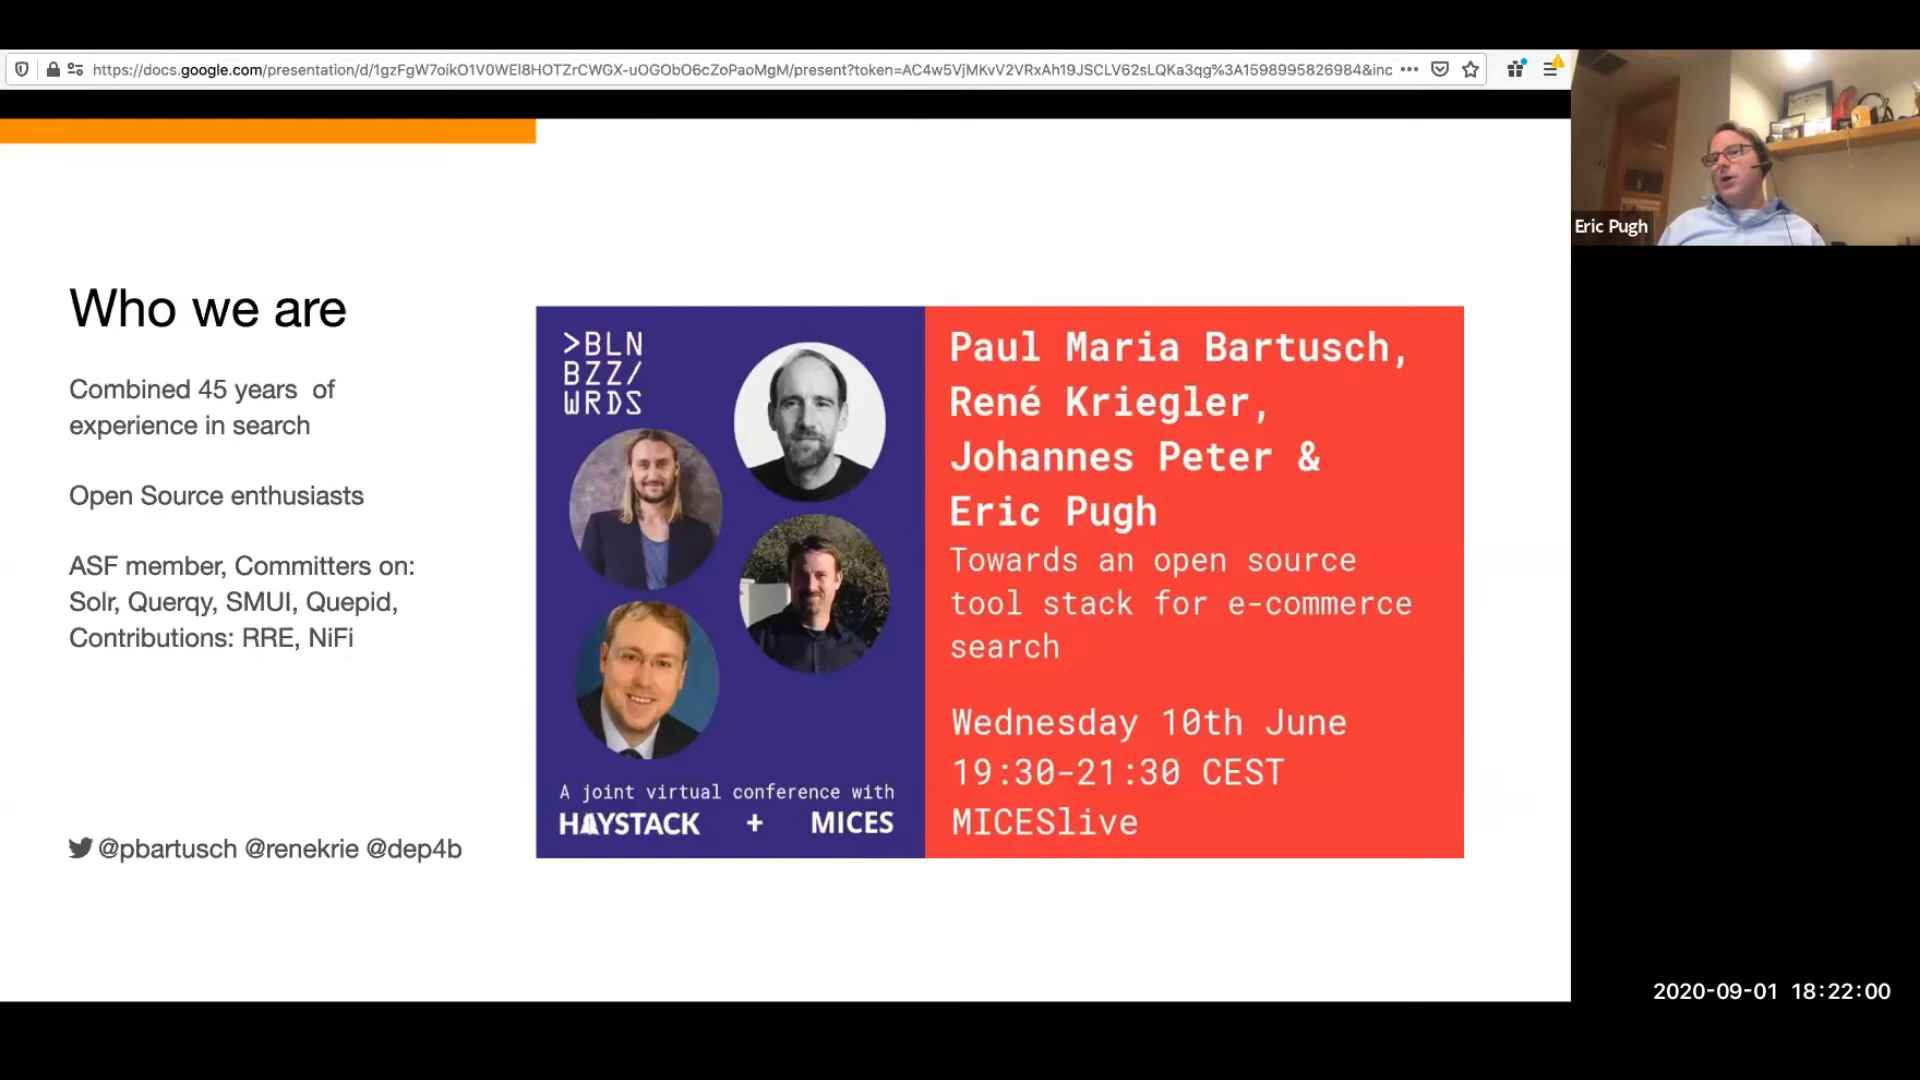 https://docs.google.com/presentation/d/1gzFgW7oikO1V0WEl8HOTZrCWGX-uOGObO6cZoPaoMgM/present?token=AC4w5VjMKvV2VRxAh19JSCLV62sLQKa3qg%3A1598995826984&inc
Eric Pugh
Who we are
Combined 45 years of
experience in search
Open Source enthusiasts
ASF member, Committers on:
Solr, Querqy, SMUI, Quepid,
Contributions: RRE, NiFi
@pbartusch @renekrie @dep4b
>BLN
BZZ/
WRDS
A joint virtual conference with
HAYSTACK + MICES
Paul Maria Bartusch,
René Kriegler,
Johannes Peter &
Eric Pugh
Towards an open source
tool stack for e-commerce
search
Wednesday 10th June
19:30-21:30 CEST
MICESlive
2020-09-01 18:22:00